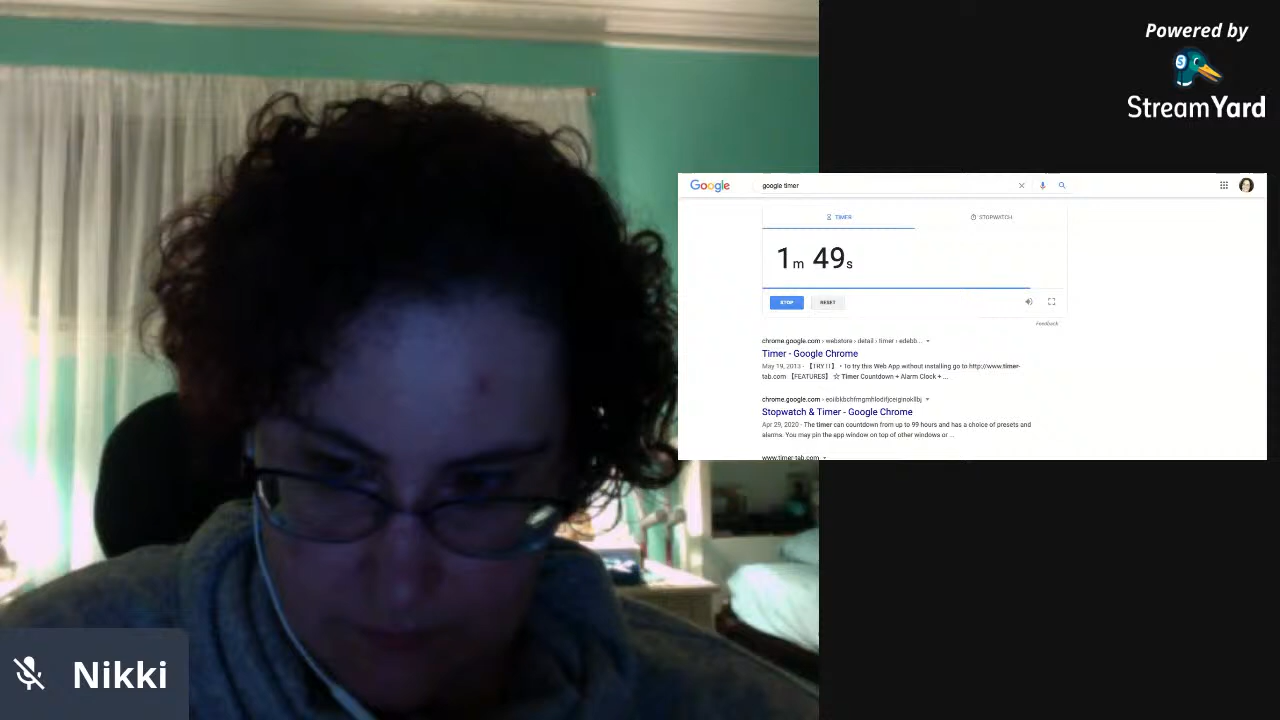 Powered by
StreamYard
Google
google timer
TIMER
STOPWATCH
1m 49s
STOP
RESET
Feedback
chrome.google.com › webstore › detail › timer › edebb...
Timer - Google Chrome
May 19, 2013 - 【TRY IT】 • To try this Web App without installing go to http://www.timer-
tab.com 【FEATURES】 ☆ Timer Countdown + Alarm Clock + ...
chrome.google.com ›
Stopwatch & Timer - Google Chrome
Apr 29, 2020 - The timer can countdown from up to 99 hours and has a choice of presets and
alarms. You may pin the app window on top of other windows or ...
www.timer-tab.com
Nikki